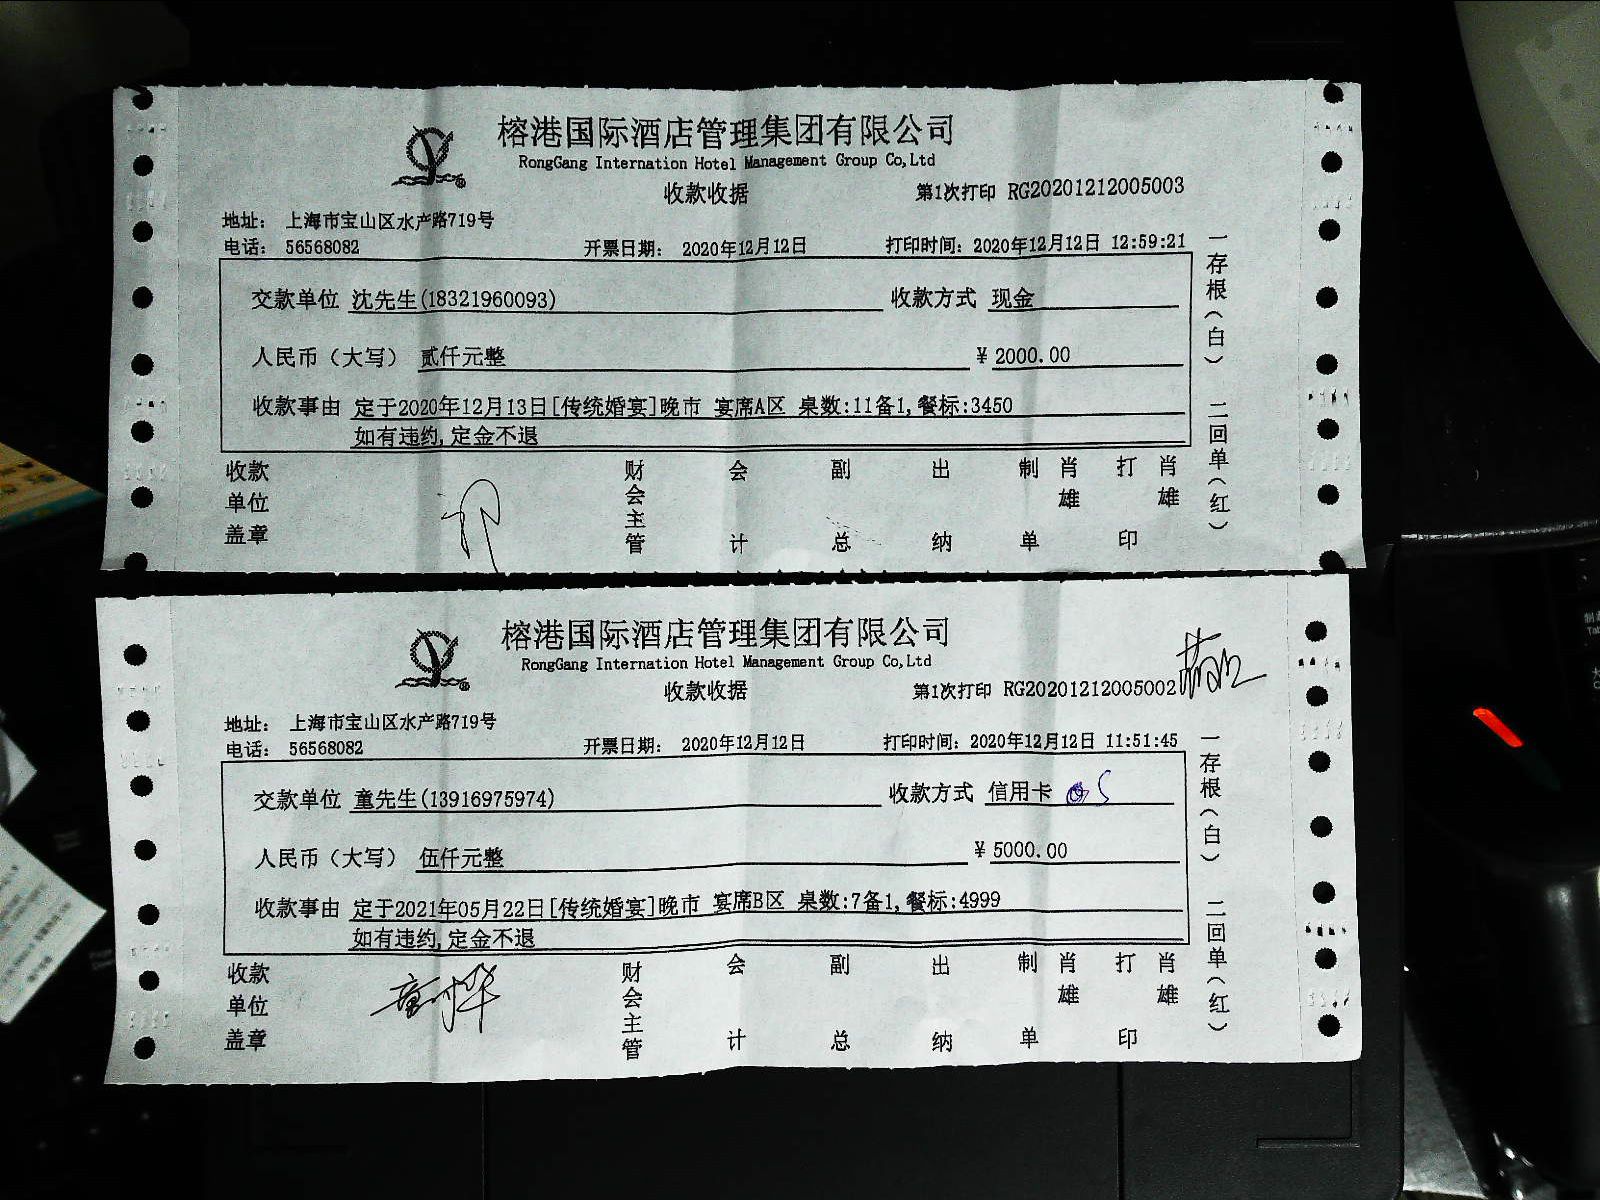 榕港国际酒店管理集团有限公司
RongGang Internation Hotel Management Group Co,Ltd
收款收据 第1次打印 RG20201212005003
地址： 上海市宝山区水产路719号
电话： 56568082 开票日期： 2020年12月12日 打印时间：2020年12月12日 12:59:21
交款单位 沈先生(18321960093) 收款方式 现金
人民币（大写） 贰仟元整 ¥ 2000.00
收款事由 定于2020年12月13日[传统婚宴]晚市 宴席A区 桌数:11备1,餐标:3450
如有违约,定金不退
收款单位盖章 财会主管 会计 副总 出纳 制单 肖雄 打印 肖雄
一存根（白） 二回单（红）
榕港国际酒店管理集团有限公司
RongGang Internation Hotel Management Group Co,Ltd
收款收据 第1次打印 RG20201212005002
地址： 上海市宝山区水产路719号
电话： 56568082 开票日期： 2020年12月12日 打印时间：2020年12月12日 11:51:45
交款单位 童先生(13916975974) 收款方式 信用卡
人民币（大写） 伍仟元整 ¥ 5000.00
收款事由 定于2021年05月22日[传统婚宴]晚市 宴席B区 桌数:7备1,餐标:4999
如有违约,定金不退
收款单位盖章 财会主管 会计 副总 出纳 制单 肖雄 打印 肖雄
一存根（白） 二回单（红）